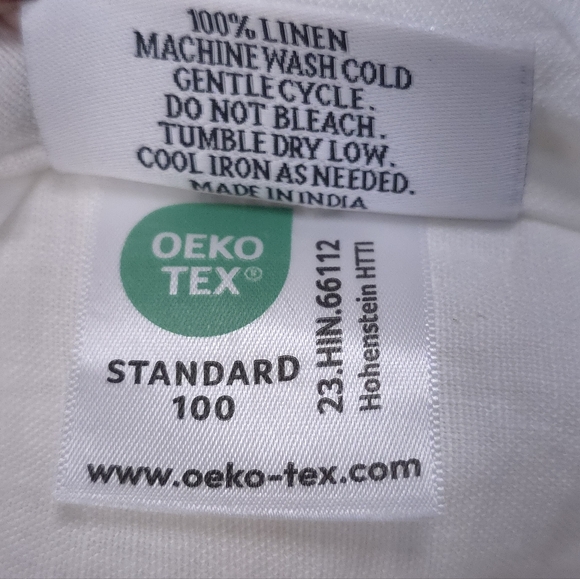 100% LINEN
MACHINE WASH COLD
GENTLE CYCLE.
DO NOT BLEACH.
TUMBLE DRY LOW.
COOL IRON AS NEEDED.
MADE IN INDIA
OEKO
TEX®
STANDARD
100
23.HIN.66112
Hohenstein HTTI
www.oeko-tex.com